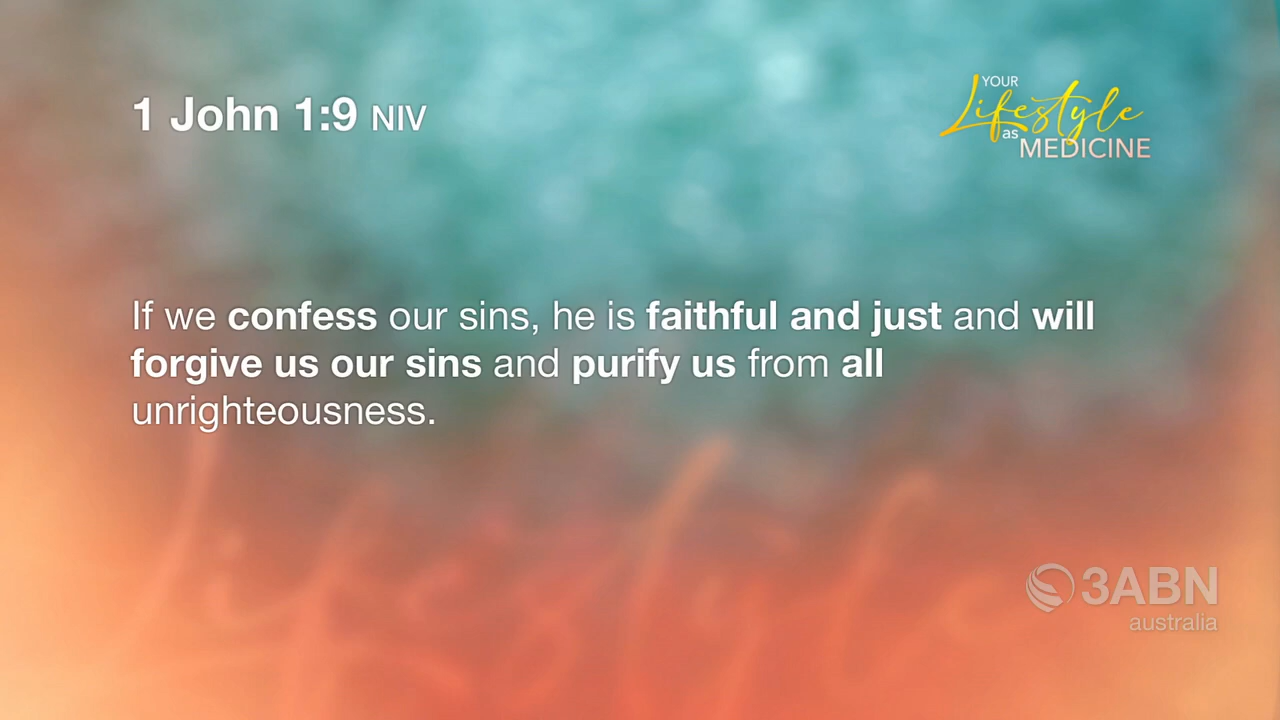 1 John 1:9 NIV
YOUR
Lifestyle
as
MEDICINE
If we confess our sins, he is faithful and just and will
forgive us our sins and purify us from all
unrighteousness.
3ABN
australia